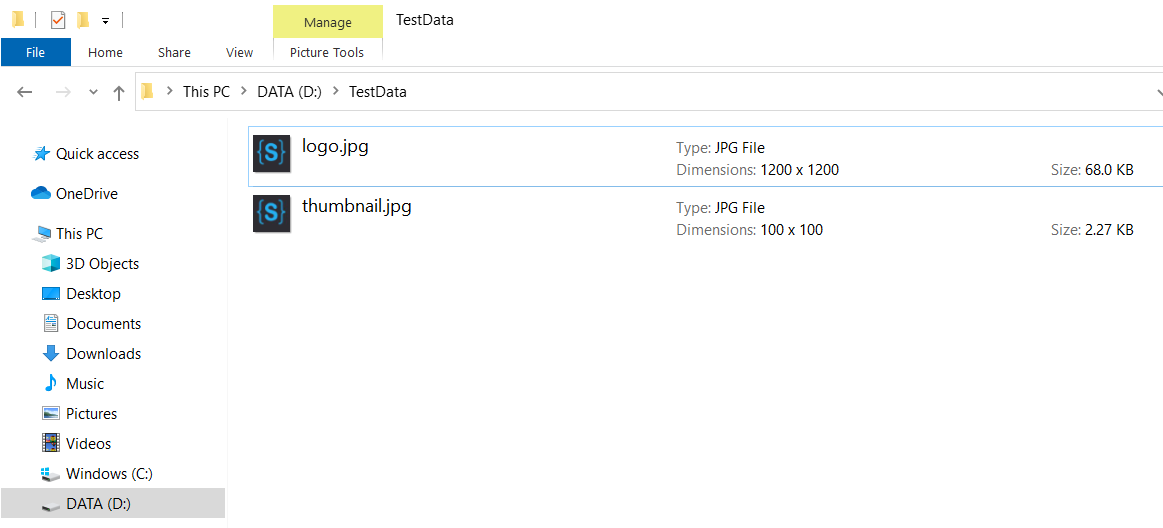 Manage
TestData
File
Home
Share
View
Picture Tools
This PC
DATA (D:)
TestData
Quick access
OneDrive
This PC
3D Objects
Desktop
Documents
Downloads
Music
Pictures
Videos
Windows (C:)
DATA (D:)
{S}
logo.jpg
Type: JPG File
Dimensions: 1200 x 1200
Size: 68.0 KB
{S}
thumbnail.jpg
Type: JPG File
Dimensions: 100 x 100
Size: 2.27 KB